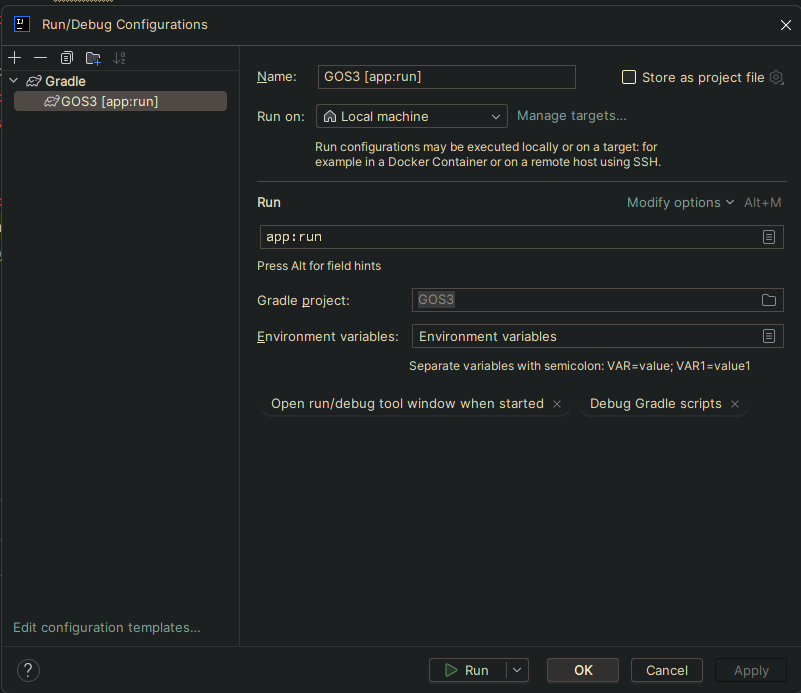 IJ
Run/Debug Configurations
Gradle
GOS3 [app:run]
Name:
GOS3 [app:run]
Store as project file
Run on:
Local machine
Manage targets...
Run configurations may be executed locally or on a target: for
example in a Docker Container or on a remote host using SSH.
Run
Modify options
Alt+M
app:run
Press Alt for field hints
Gradle project:
GOS3
Environment variables:
Environment variables
Separate variables with semicolon: VAR=value; VAR1=value1
Open run/debug tool window when started
Debug Gradle scripts
Edit configuration templates...
?
Run
OK
Cancel
Apply